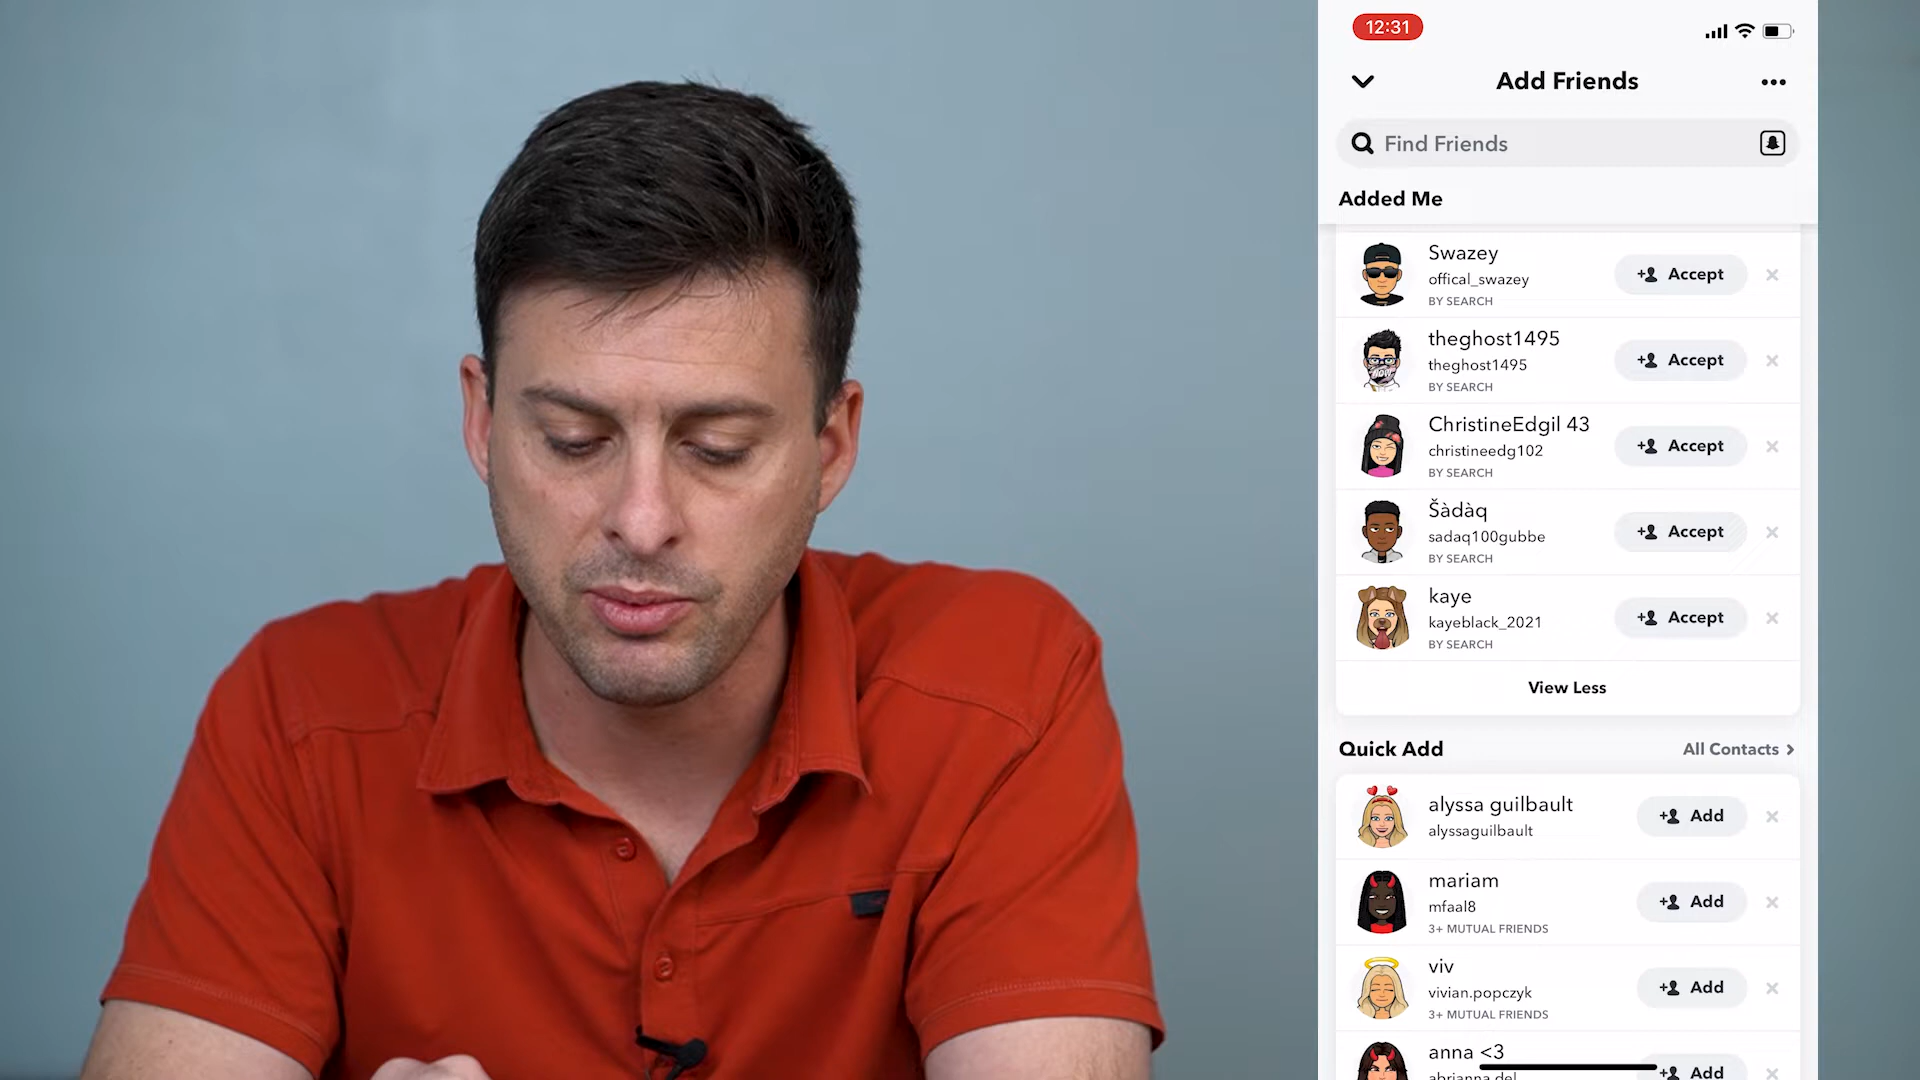 12:31
Add Friends
Find Friends
Added Me
Swazey
offical_swazey
BY SEARCH
Accept
theghost1495
theghost1495
BY SEARCH
Accept
ChristineEdgil 43
christineedg102
BY SEARCH
Accept
Šàdàq
sadaq100gubbe
BY SEARCH
Accept
kaye
kayeblack_2021
BY SEARCH
Accept
View Less
Quick Add
All Contacts
alyssa guilbault
alyssaguilbault
Add
mariam
mfaal8
3+ MUTUAL FRIENDS
Add
viv
vivian.popczyk
3+ MUTUAL FRIENDS
Add
anna <3
Add